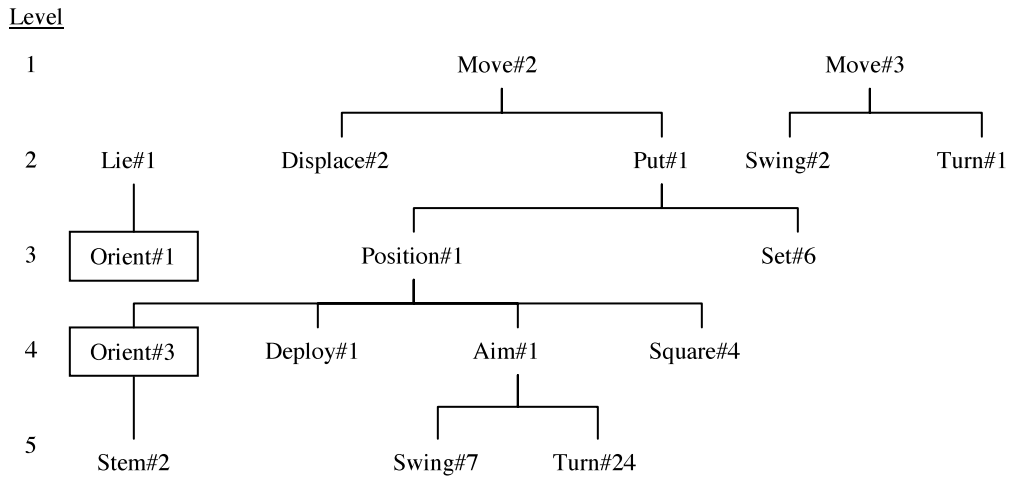 Level
1 Move#2 Move#3
2 Lie#1 Displace#2 Put#1 Swing#2 Turn#1
3 Orient#1 Position#1 Set#6
4 Orient#3 Deploy#1 Aim#1 Square#4
5 Stem#2 Swing#7 Turn#24